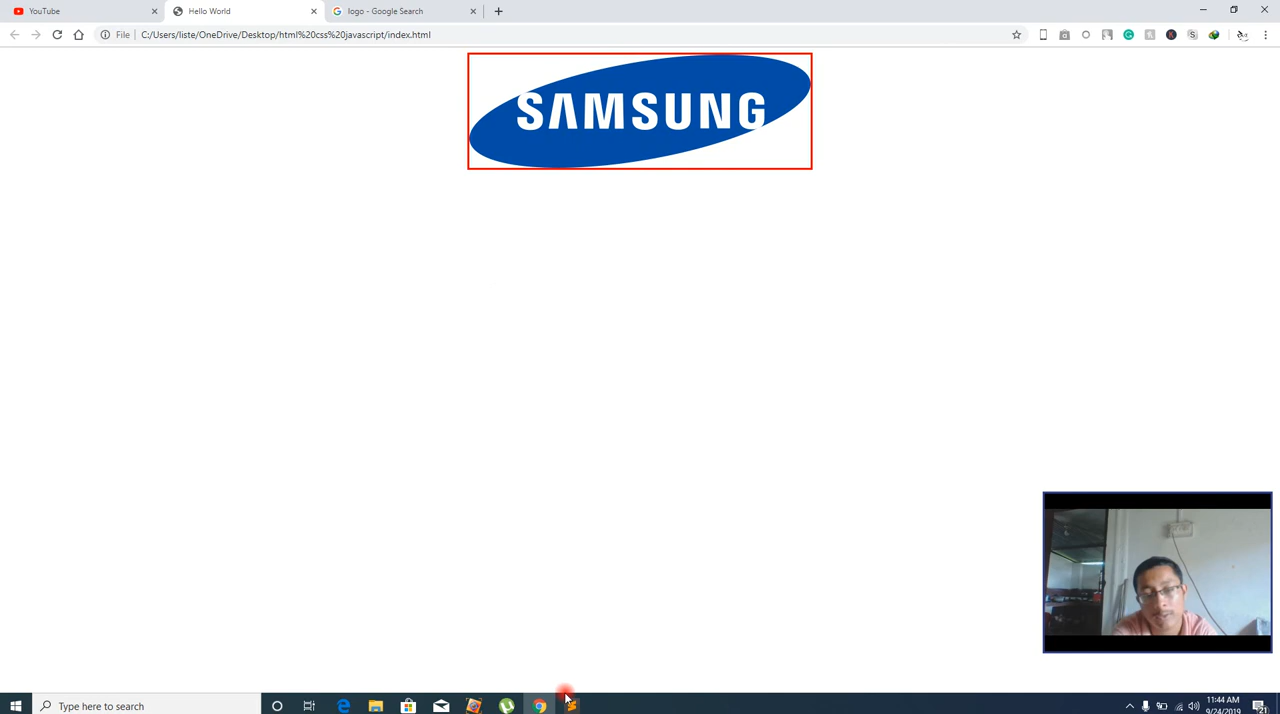 YouTube
Hello World
logo - Google Search
File
C:/Users/liste/OneDrive/Desktop/html%20css%20javascript/index.html
SAMSUNG
Type here to search
11:44 AM
9/24/2019
21